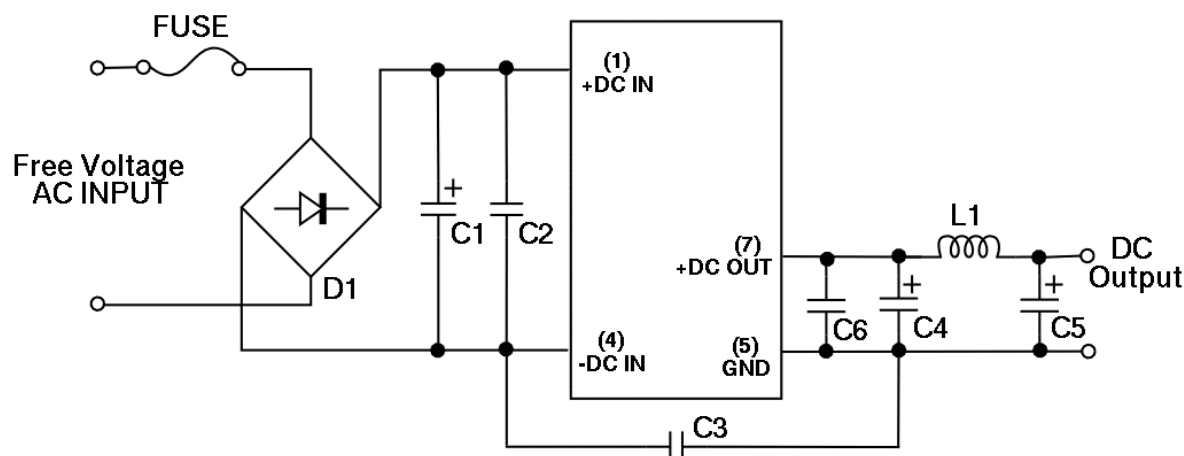 FUSE
Free Voltage
AC INPUT
D1
+
C1
C2
(1)
+DC IN
(4)
-DC IN
(7)
+DC OUT
(5)
GND
C3
C6
+
C4
L1
+
C5
DC
Output